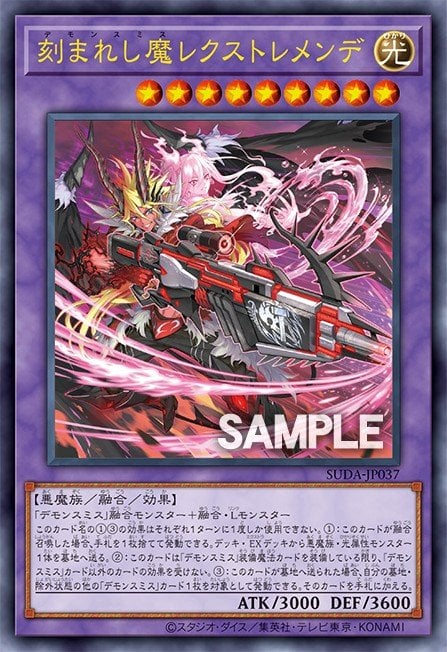 デモンスミス
刻まれし魔レクストレメンデ
光
SAMPLE
SUDA-JP037
【悪魔族/融合/効果】
「デモンスミス」融合モンスター+融合・Lモンスター
このカード名の①③の効果はそれぞれ1ターンに1度しか使用できない。①:このカードが融合
召喚した場合、手札を1枚捨てて発動できる。デッキ・EXデッキから悪魔族・光属性モンスター
1体を墓地へ送る。②:このカードは「デモンスミス」装備魔法カードを装備している限り、「デモン
スミス」カード以外のカードの効果を受けない。③:このカードが墓地へ送られた場合、自分の墓地・
除外状態の他の「デモンスミス」カード1枚を対象として発動できる。そのカードを手札に加える。
ATK/3000 DEF/3600
©スタジオ・ダイス/集英社・テレビ東京・KONAMI